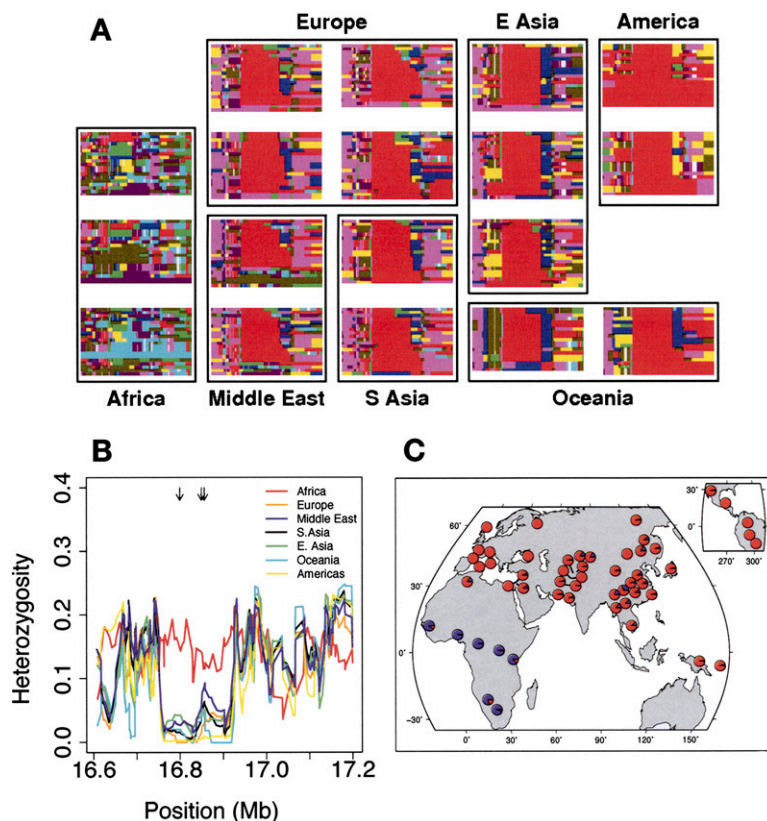 A
Europe
E Asia
America
Africa
Middle East
S Asia
Oceania
B
C
Heterozygosity
0.4
0.3
0.2
0.1
0.0
Africa
Europe
Middle East
S.Asia
E. Asia
Oceania
Americas
16.6
16.8
17.0
17.2
Position (Mb)
60˚
30˚
0˚
−30˚
0˚
30˚
60˚
90˚
120˚
150˚
30˚
0˚
270˚
300˚